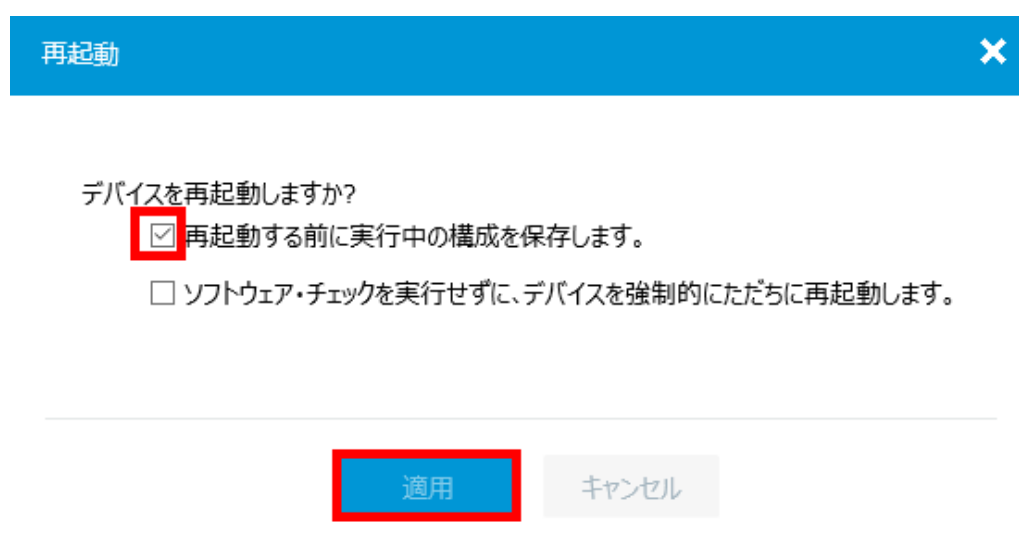 再起動
デバイスを再起動しますか?
再起動する前に実行中の構成を保存します。
ソフトウェア・チェックを実行せずに、デバイスを強制的にただちに再起動します。
適用
キャンセル